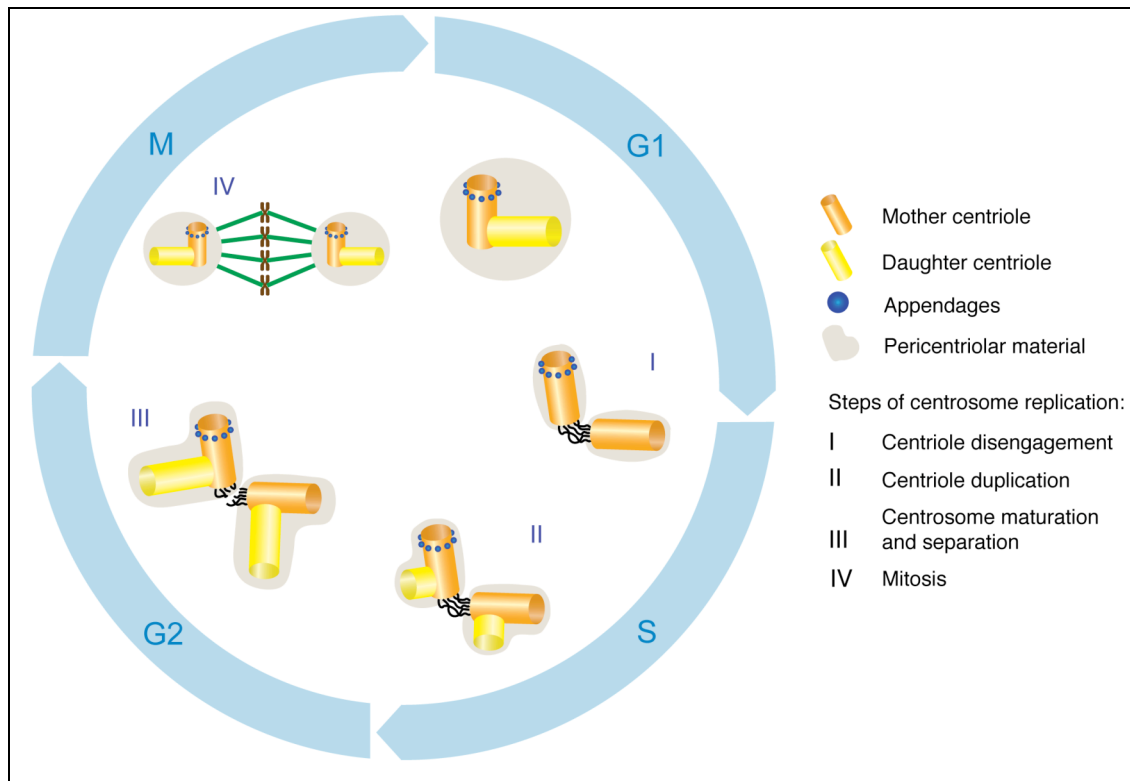 M
G1
IV
I
III
II
G2
S
Mother centriole
Daughter centriole
Appendages
Pericentriolar material
Steps of centrosome replication:
I Centriole disengagement
II Centriole duplication
III Centrosome maturation
and separation
IV Mitosis